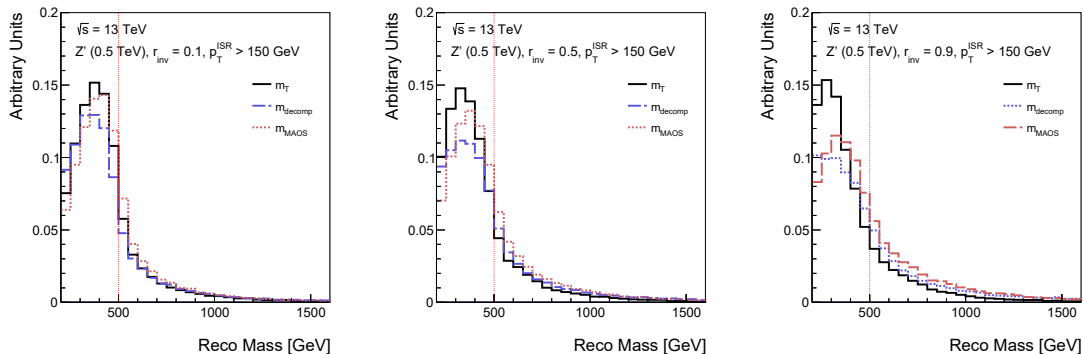 Arbitrary Units
0.2
0.15
0.1
0.05
0
√s = 13 TeV
Z' (0.5 TeV), r_inv = 0.1, p_T^ISR > 150 GeV
m_T
m_decomp
m_MAOS
500
1000
1500
Reco Mass [GeV]
Arbitrary Units
0.2
0.15
0.1
0.05
0
√s = 13 TeV
Z' (0.5 TeV), r_inv = 0.5, p_T^ISR > 150 GeV
m_T
m_decomp
m_MAOS
500
1000
1500
Reco Mass [GeV]
Arbitrary Units
0.2
0.15
0.1
0.05
0
√s = 13 TeV
Z' (0.5 TeV), r_inv = 0.9, p_T^ISR > 150 GeV
m_T
m_decomp
m_MAOS
500
1000
1500
Reco Mass [GeV]